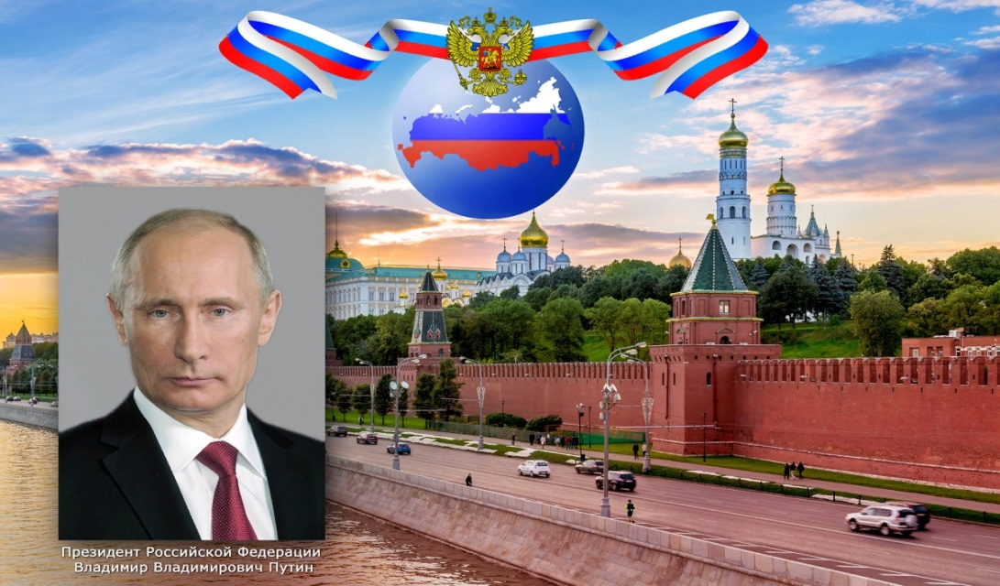 Президент Российской Федерации
Владимир Владимирович Путин